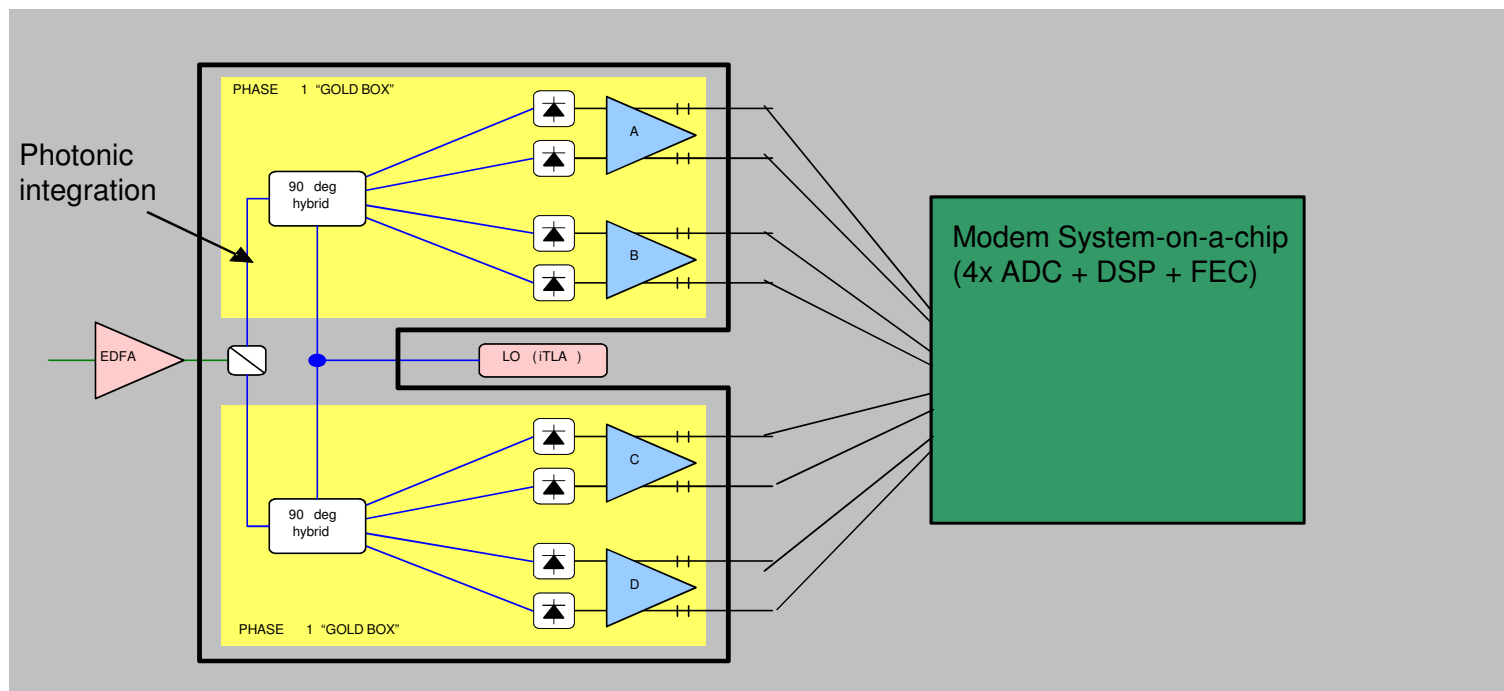 PHASE 1 “GOLD BOX”
Photonic
integration
90 deg
hybrid
A
B
EDFA
LO (iTLA )
Modem System-on-a-chip
(4x ADC + DSP + FEC)
C
90 deg
hybrid
D
PHASE 1 “GOLD BOX”